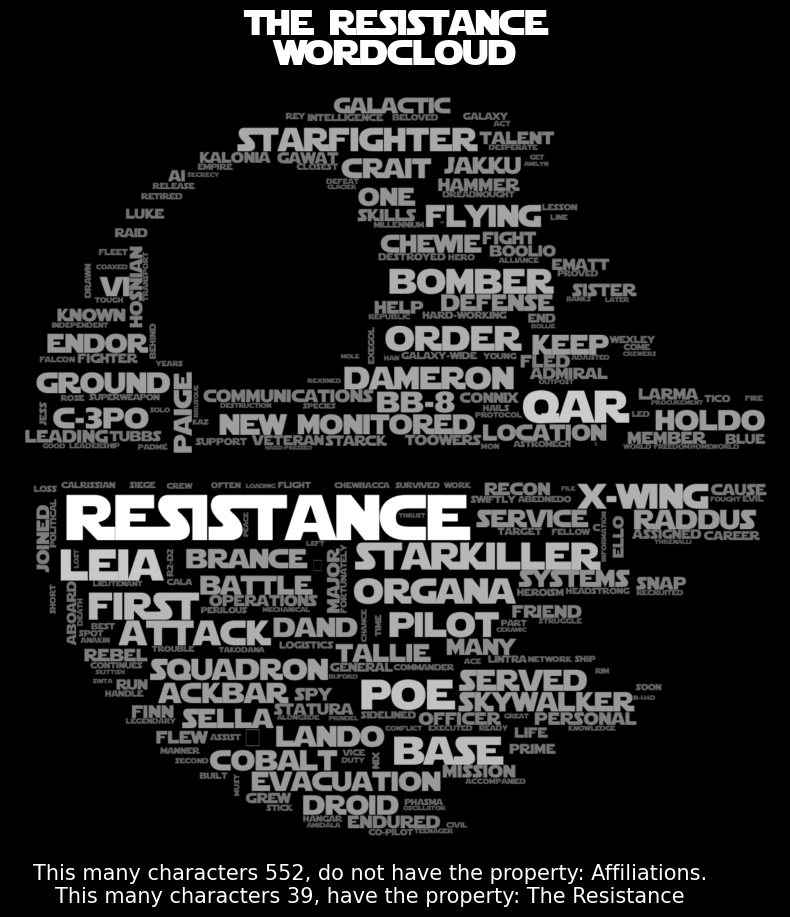 THE RESISTANCE
WORDCLOUD
GALACTIC
REY INTELLIGENCE BELOVED GALAXY
ACT
STARFIGHTER TALENT
DESPERATE
KALONIA GAWAT
EMPIRE CLOSEST CRAIT JAKKU GET
AMILYN
AI SECRECY
RELEASE DEFEAT HAMMER
RETIRED GLACIER ONE DREADNOUGHT
LUKE SKILLS FLYING LESSON
MILLENNIUM LINE
RAID CHEWIE FIGHT
FLEET DESTROYED HERO BOOLIO
ALLIANCE
DRAWN COAXED HOSNIAN TRANSPORT EMATT
PROVED
VI BOMBER SISTER
TOUGH RANKS LATER
KNOWN HELP DEFENSE
INDEPENDENT REPUBLIC HARD-WORKING END
BOLLIE
ENDOR BEHIND EXEGOL ORDER KEEP WEXLEY
COME
CREWERS
FALCON FIGHTER MOLE HAN GALAXY-WIDE YOUNG FLED ADJUSTED
YEARS
GROUND PAIGE REJOINED DAMERON ADMIRAL
OUTPOST
ROSE SUPERWEAPON COMMUNICATIONS BB-8 CONNIX QAR LARMA
PROCUREMENT TICO FIRE
JESS C-3PO SOLO DESTRUCTION SPECIES HAILS
KAZ NEW MONITORED PROTOCOL LED HOLDO
LEADING TUBBS SUPPORT VETERAN STARCK TOOWERS LOCATION MEMBER BLUE
GOOD LEADERSHIP PADME HARD-PRESSED MON ASTROMECH WORLD FREEDOM HOMEWORLD
LOSS CALRISSIAN SIEGE CREW OFTEN LOADING FLIGHT CHEWBACCA SURVIVED WORK RECON FILE X-WING CAUSE
JOINED POLITICAL RESISTANCE THRUST PEACE SWIFTLY ABEDNEDO FOUGHT EVIL
SERVICE INFORMATION ELLO RADDUS
TARGET FELLOW ASSIGNED CAREER
THRENALLI
LEFT
LEIA LOST R2-D2 BRANCE MAJOR FORTUNATELY STARKILLER
LIEUTENANT CALA BATTLE ORGANA SYSTEMS SNAP
HEROISM HEADSTRONG RECRUITED
SHORT ABOARD DEATH FIRST OPERATIONS
PERILOUS MECHANICAL FRIEND
STRUGGLE
BEST ATTACK DAND CHANCE TIME PILOT PART
CERAMIC
SPOT
ANAKIN
REBEL TROUBLE TAKODANA LOGISTICS TALLIE MANY
CONTINUES SQUADRON GENERAL COMMANDER ACE LINTRA NETWORK SHIP
SKITTISH BUFORD RIM
SINTA RUN
HANDLE ACKBAR SPY POE SERVED SOON
SKYWALKER B-U4D
FINN
LEGENDARY SELLA STATURA
ALONGSIDE PRINDEL SIDELINED OFFICER GREAT PERSONAL
FLEW ASSIST LANDO CONFLICT EXECUTED READY LIFE KNOWLEDGE
MANNER COBALT VICE BASE PRIME
SECOND DUTY NIX
BUILT MUST EVACUATION MISSION
ACCOMPANIED
GREW
STICK DROID PHASMA
OSCILLATOR
HANGAR
AMIDALA ENDURED CIVIL
CO-PILOT TEENAGER
This many characters 552, do not have the property: Affiliations.
This many characters 39, have the property: The Resistance